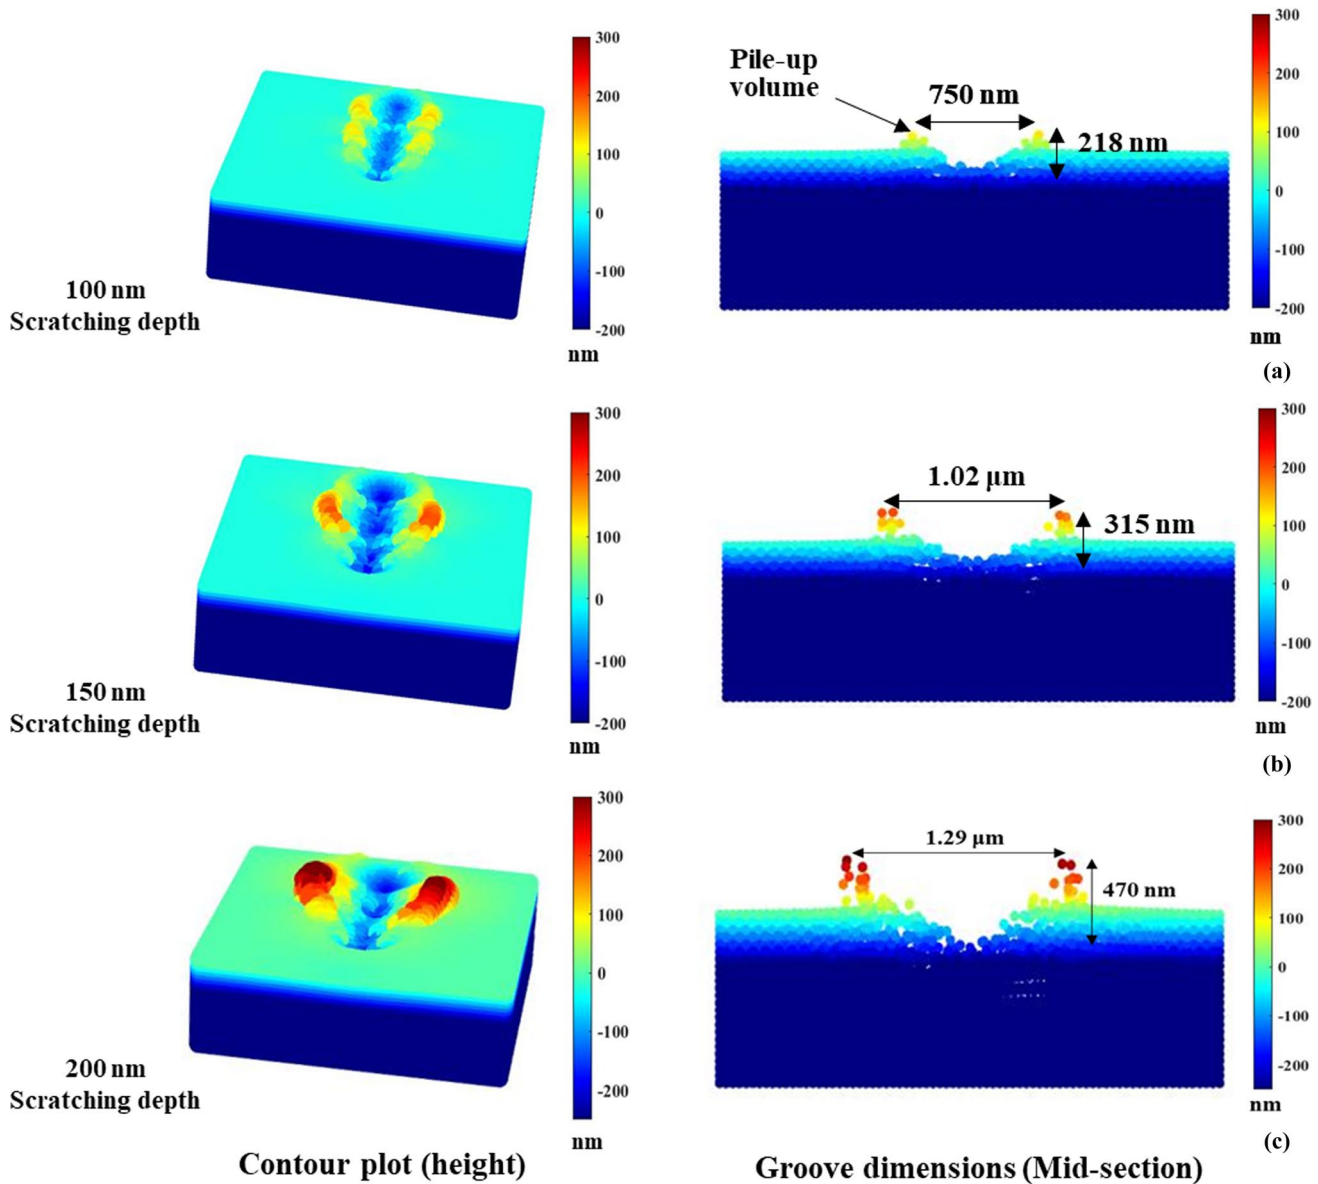 300
200
100
0
-100
-200
nm
100 nm
Scratching depth
Pile-up
volume
750 nm
218 nm
300
200
100
0
-100
-200
nm
(a)
300
200
100
0
-100
-200
nm
150 nm
Scratching depth
1.02 µm
315 nm
300
200
100
0
-100
-200
nm
(b)
300
200
100
0
-100
-200
nm
200 nm
Scratching depth
1.29 µm
470 nm
300
200
100
0
-100
-200
nm
(c)
Contour plot (height)
Groove dimensions (Mid-section)